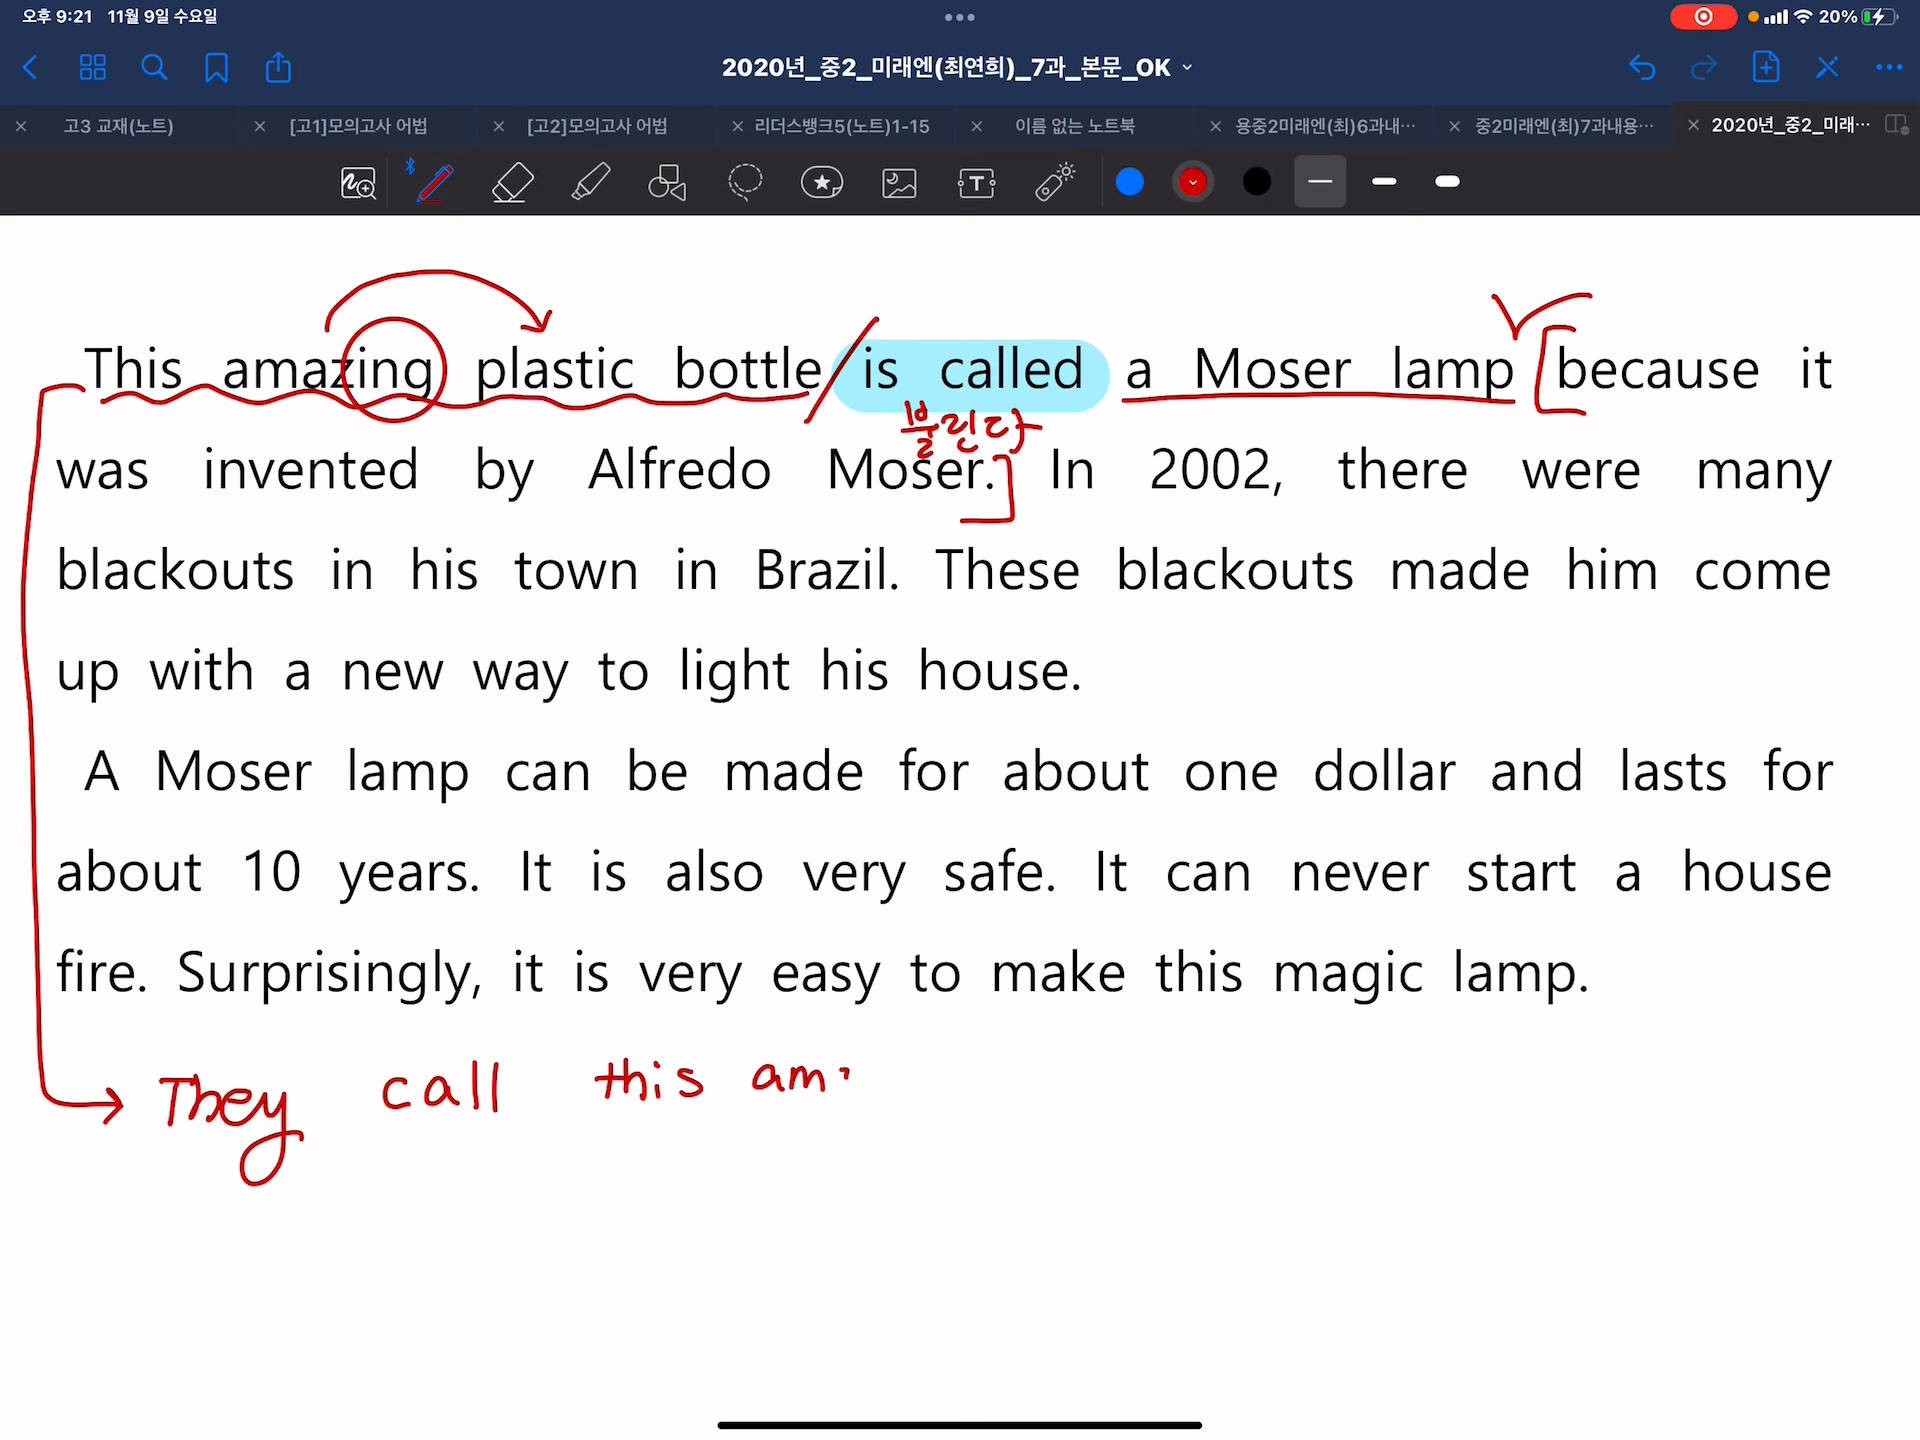 오후 9:21 11월 9일 수요일
20%
2020년_중2_미래엔(최연희)_7과_본문_OK
고3 교재(노트) [고1]모의고사 어법 [고2]모의고사 어법 리더스뱅크5(노트)1-15 이름 없는 노트북 용중2미래엔(최)6과내… 중2미래엔(최)7과내용… 2020년_중2_미래…
This amazing plastic bottle is called a Moser lamp because it
불린다
was invented by Alfredo Moser. In 2002, there were many
blackouts in his town in Brazil. These blackouts made him come
up with a new way to light his house.
A Moser lamp can be made for about one dollar and lasts for
about 10 years. It is also very safe. It can never start a house
fire. Surprisingly, it is very easy to make this magic lamp.
They call this am